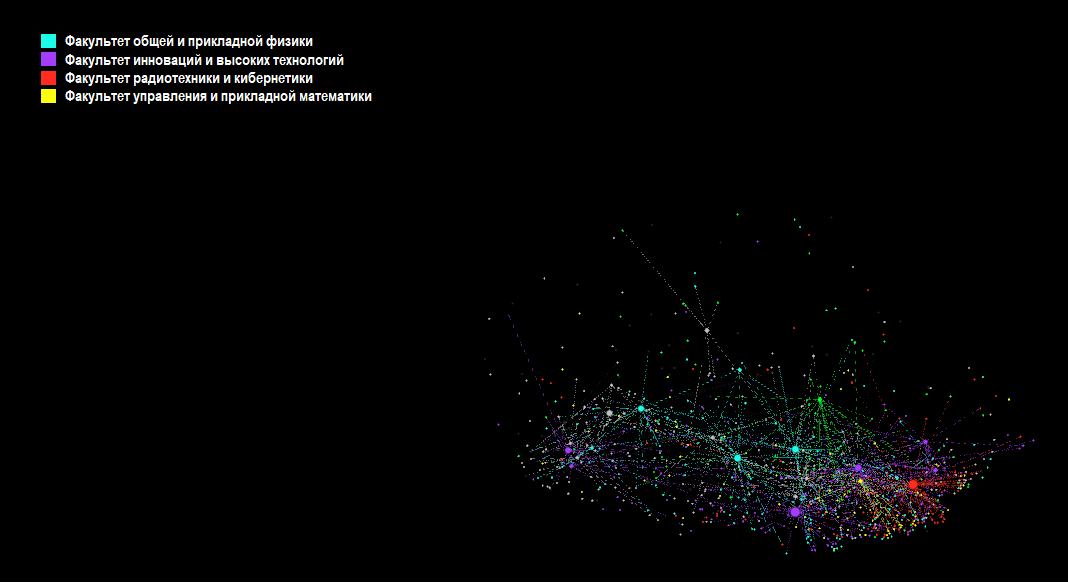 Факультет общей и прикладной физики
Факультет инноваций и высоких технологий
Факультет радиотехники и кибернетики
Факультет управления и прикладной математики